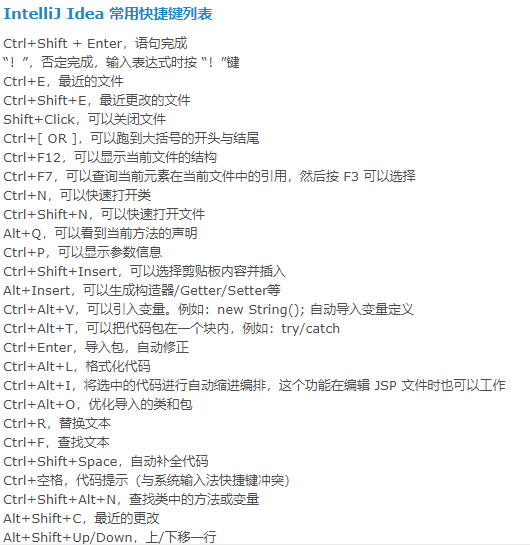 IntelliJ Idea 常用快捷键列表
Ctrl+Shift + Enter，语句完成
“！”，否定完成，输入表达式时按 “！”键
Ctrl+E，最近的文件
Ctrl+Shift+E，最近更改的文件
Shift+Click，可以关闭文件
Ctrl+[ OR ]，可以跑到大括号的开头与结尾
Ctrl+F12，可以显示当前文件的结构
Ctrl+F7，可以查询当前元素在当前文件中的引用，然后按 F3 可以选择
Ctrl+N，可以快速打开类
Ctrl+Shift+N，可以快速打开文件
Alt+Q，可以看到当前方法的声明
Ctrl+P，可以显示参数信息
Ctrl+Shift+Insert，可以选择剪贴板内容并插入
Alt+Insert，可以生成构造器/Getter/Setter等
Ctrl+Alt+V，可以引入变量。例如：new String(); 自动导入变量定义
Ctrl+Alt+T，可以把代码包在一个块内，例如：try/catch
Ctrl+Enter，导入包，自动修正
Ctrl+Alt+L，格式化代码
Ctrl+Alt+I，将选中的代码进行自动缩进编排，这个功能在编辑 JSP 文件时也可以工作
Ctrl+Alt+O，优化导入的类和包
Ctrl+R，替换文本
Ctrl+F，查找文本
Ctrl+Shift+Space，自动补全代码
Ctrl+空格，代码提示（与系统输入法快捷键冲突）
Ctrl+Shift+Alt+N，查找类中的方法或变量
Alt+Shift+C，最近的更改
Alt+Shift+Up/Down，上/下移一行